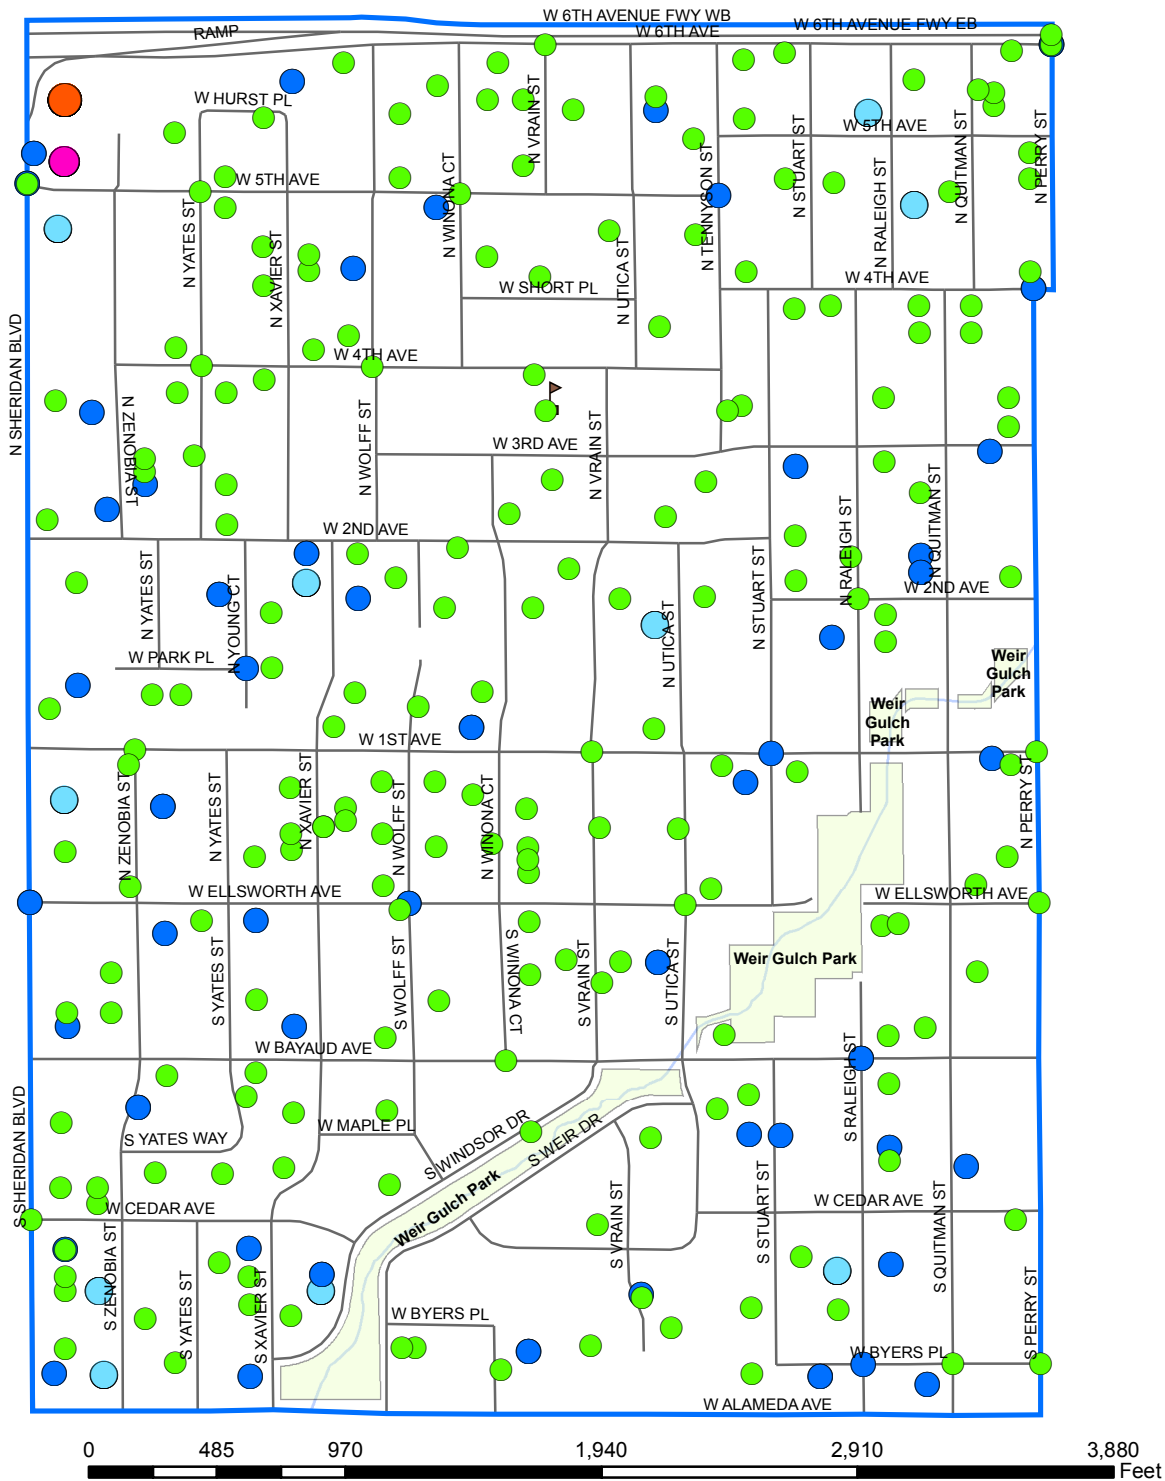 W 6TH AVENUE FWY WB
W 6TH AVENUE FWY EB
RAMP
W 6TH AVE
W HURST PL
N VRAIN ST
W 5TH AVE
N STUART ST
N QUITMAN ST
N PERRY ST
N TENNYSON ST
N RALEIGH ST
N WINONA CT
W 5TH AVE
N YATES ST
N XAVIER ST
N UTICA ST
W 4TH AVE
W SHORT PL
N SHERIDAN BLVD
W 4TH AVE
N ZENOBIA ST
N WOLFF ST
N VRAIN ST
W 3RD AVE
W 2ND AVE
N RALEIGH ST
N QUITMAN ST
N YATES ST
N YOUNG CT
N STUART ST
W 2ND AVE
N UTICA ST
W PARK PL
Weir
Gulch
Park
Weir
Gulch
Park
W 1ST AVE
N ZENOBIA ST
N YATES ST
N XAVIER ST
N WOLFF ST
N WINONA CT
N PERRY ST
W ELLSWORTH AVE
W ELLSWORTH AVE
S YATES ST
S WOLFF ST
S WINONA CT
S VRAIN ST
S UTICA ST
Weir Gulch Park
W BAYAUD AVE
S RALEIGH ST
S SHERIDAN BLVD
S YATES WAY
W MAPLE PL
S WINDSOR DR
S WEIR DR
Weir Gulch Park
W CEDAR AVE
W CEDAR AVE
S VRAIN ST
S STUART ST
S QUITMAN ST
S ZENOBIA ST
S YATES ST
S XAVIER ST
S PERRY ST
W BYERS PL
W BYERS PL
W ALAMEDA AVE
0 485 970 1,940 2,910 3,880
Feet